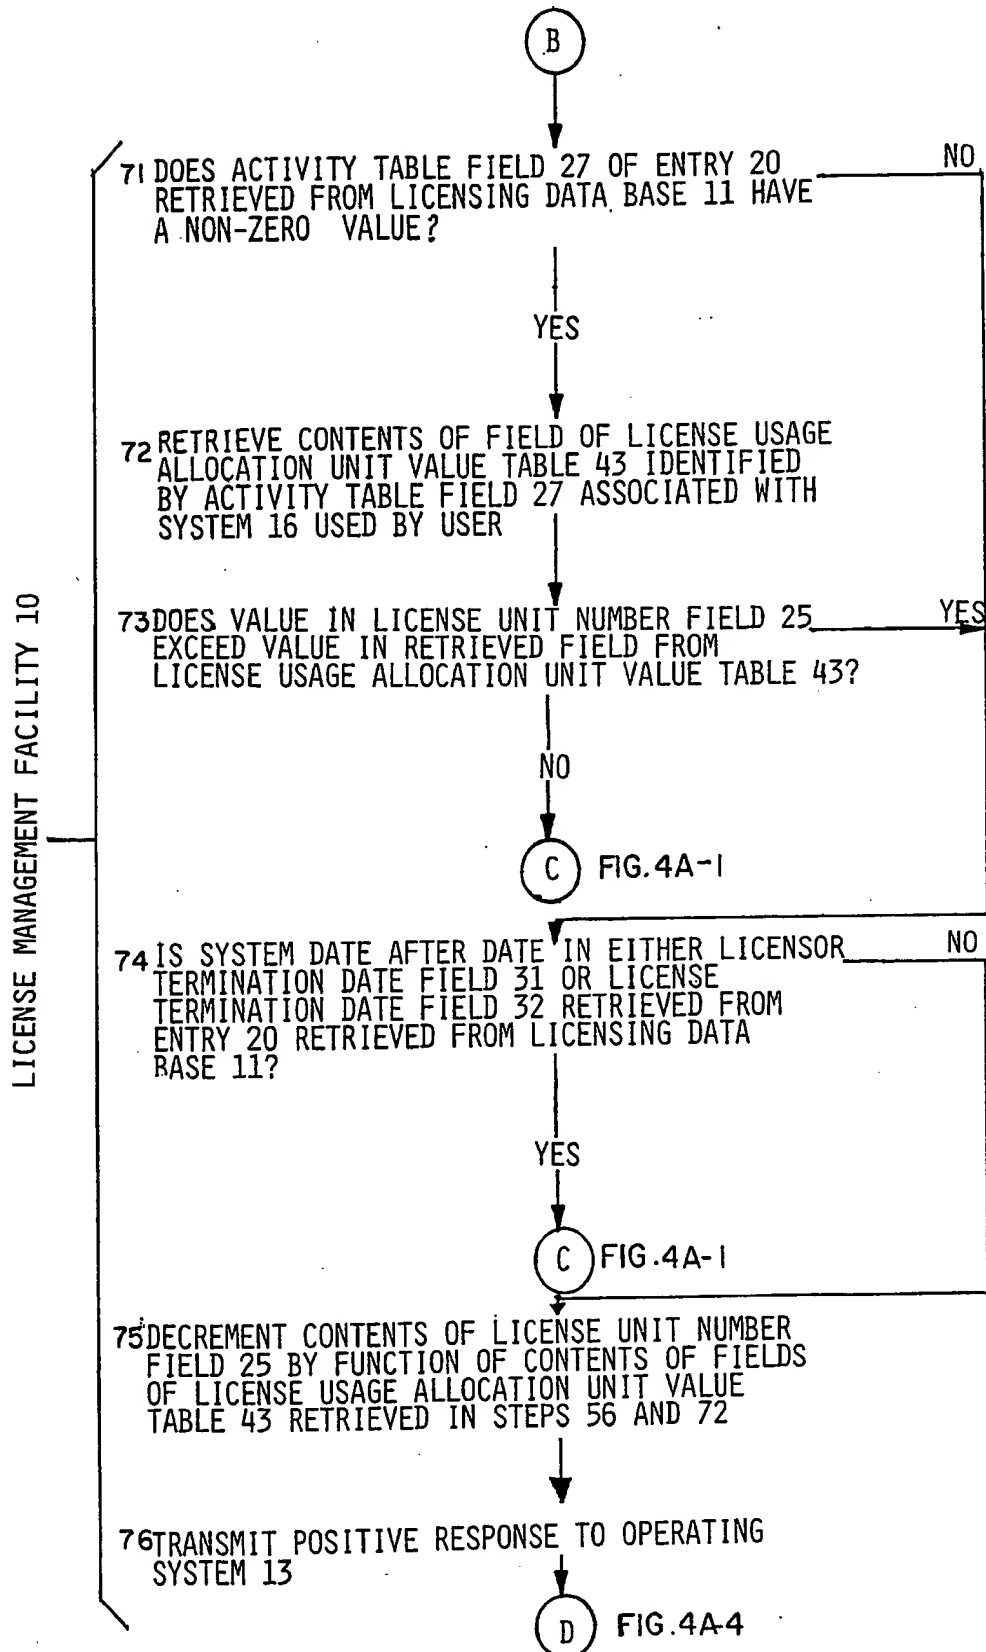 B
71 DOES ACTIVITY TABLE FIELD 27 OF ENTRY 20
RETRIEVED FROM LICENSING DATA BASE 11 HAVE
A NON-ZERO VALUE?
NO
YES
72 RETRIEVE CONTENTS OF FIELD OF LICENSE USAGE
ALLOCATION UNIT VALUE TABLE 43 IDENTIFIED
BY ACTIVITY TABLE FIELD 27 ASSOCIATED WITH
SYSTEM 16 USED BY USER
73 DOES VALUE IN LICENSE UNIT NUMBER FIELD 25
EXCEED VALUE IN RETRIEVED FIELD FROM
LICENSE USAGE ALLOCATION UNIT VALUE TABLE 43?
YES
NO
LICENSE MANAGEMENT FACILITY 10
C FIG.4A-1
74 IS SYSTEM DATE AFTER DATE IN EITHER LICENSOR
TERMINATION DATE FIELD 31 OR LICENSE
TERMINATION DATE FIELD 32 RETRIEVED FROM
ENTRY 20 RETRIEVED FROM LICENSING DATA
BASE 11?
NO
YES
C FIG.4A-1
75 DECREMENT CONTENTS OF LICENSE UNIT NUMBER
FIELD 25 BY FUNCTION OF CONTENTS OF FIELDS
OF LICENSE USAGE ALLOCATION UNIT VALUE
TABLE 43 RETRIEVED IN STEPS 56 AND 72
76 TRANSMIT POSITIVE RESPONSE TO OPERATING
SYSTEM 13
D FIG.4A-4